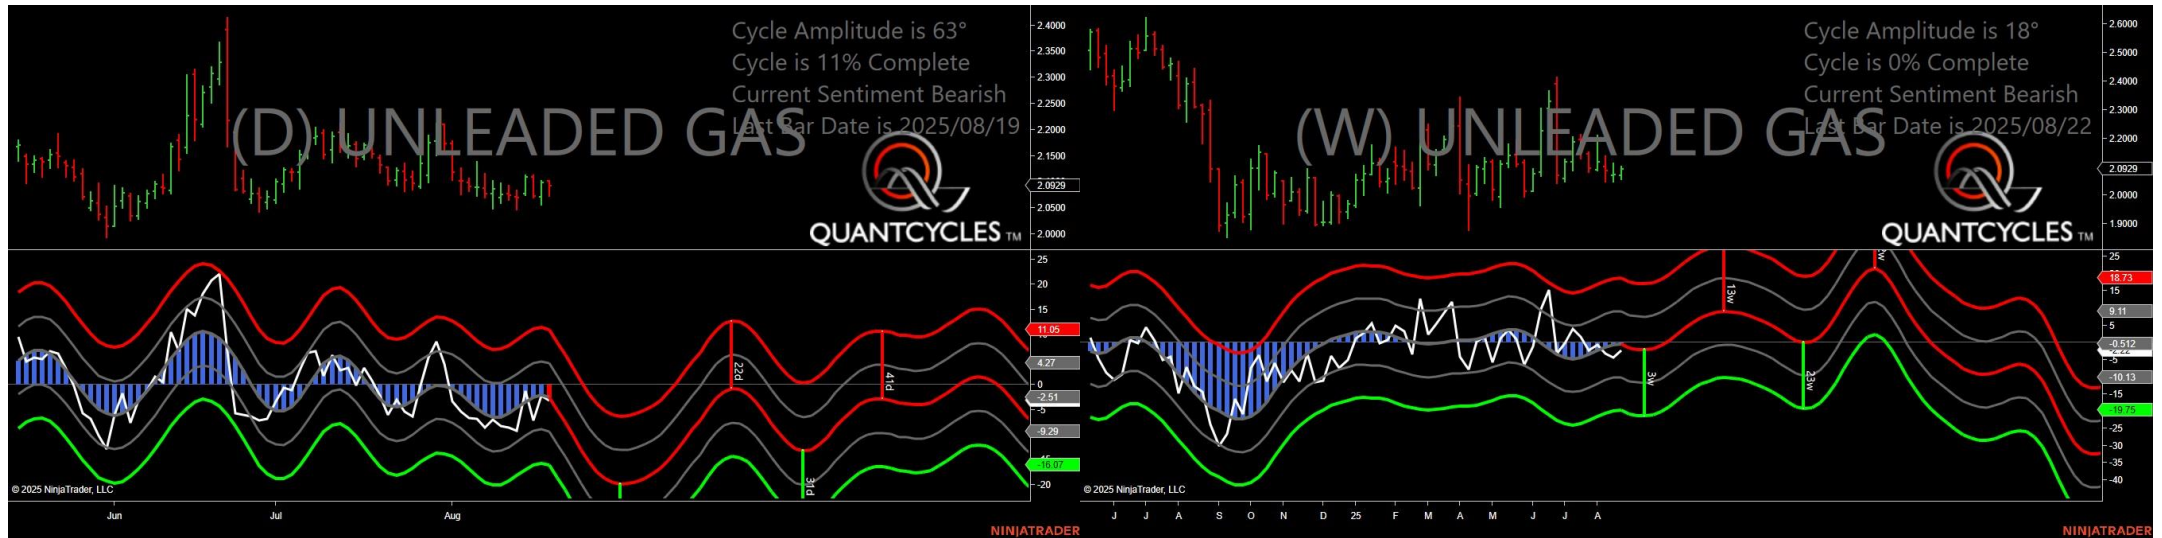 Cycle Amplitude is 63°
Cycle is 11% Complete
Current Sentiment Bearish
Last Bar Date is 2025/08/19
(D) UNLEADED GAS
QUANTCYCLES TM
2.4000
2.3500
2.3000
2.2500
2.2000
2.1500
2.0929
2.0500
2.0000
25
20
15
11.05
4.27
0
-2.51
-5
-9.29
-16.07
-20
22d
31d
41d
© 2025 NinjaTrader, LLC
Jun
Jul
Aug
NINJATRADER
Cycle Amplitude is 18°
Cycle is 0% Complete
Current Sentiment Bearish
Last Bar Date is 2025/08/22
(W) UNLEADED GAS
QUANTCYCLES TM
2.6000
2.5000
2.4000
2.3000
2.2000
2.0929
2.0000
1.9000
25
18.73
15
9.11
5
-0.512
-2.22
-5
-10.13
-15
-19.75
-25
-30
-35
-40
3w
13w
23w
© 2025 NinjaTrader, LLC
J J A S O N D 25 F M A M J J A
NINJATRADER